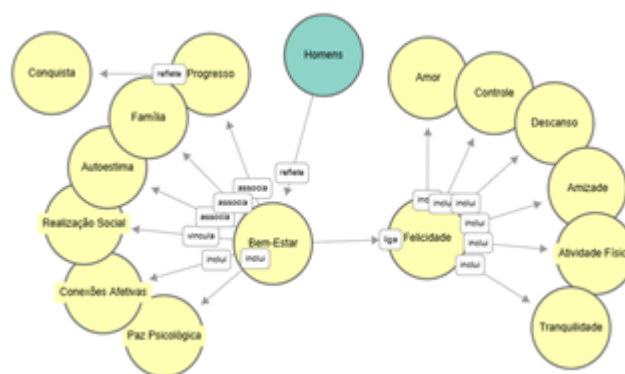 Homens
Conquista
reflete
Progresso
Amor
Controle
Família
Descanso
Autoestima
reflete
associa
associa
associa
inclui
inclui
Amizade
Realização Social
vincula
Bem-Estar
liga
Felicidade
inclui
inclui
Atividade Físic
inclui
inclui
inclui
Conexões Afetivas
Paz Psicológica
Tranquilidade